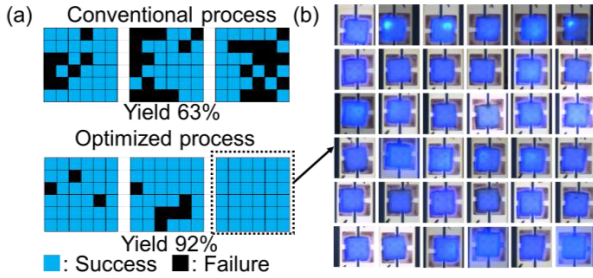 (a)
Conventional process
Yield 63%
Optimized process
Yield 92%
: Success : Failure
(b)